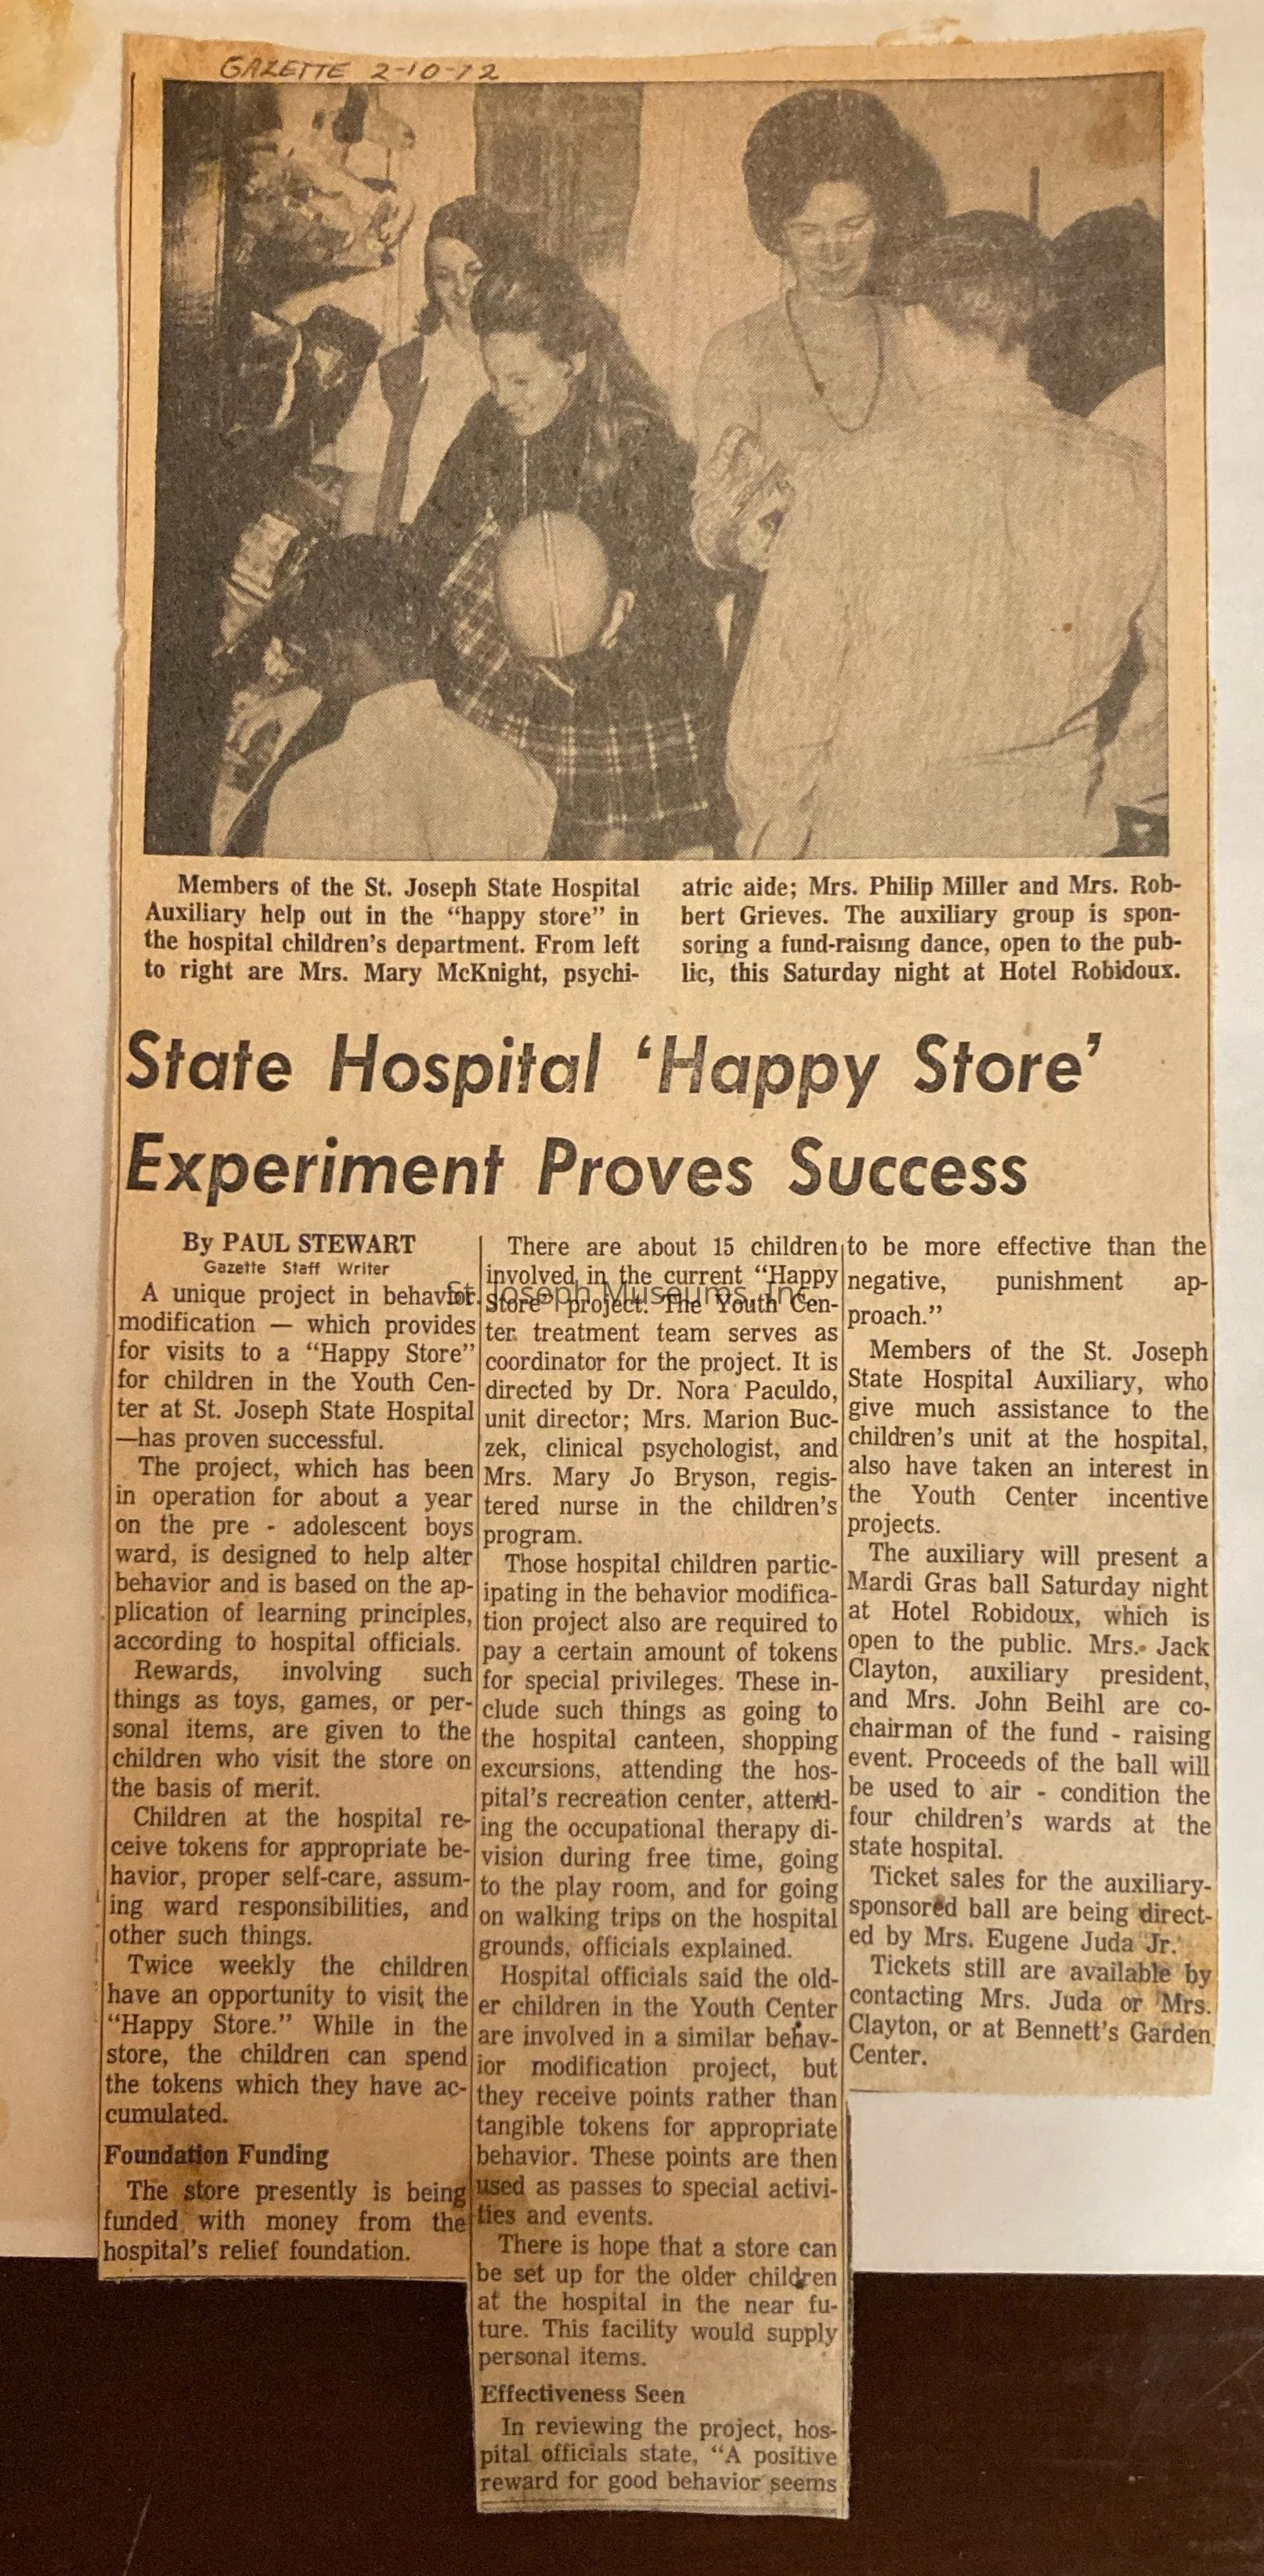 GAZETTE 2-10-72
Members of the St. Joseph State Hospital
Auxiliary help out in the "happy store" in
the hospital children's department. From left
to right are Mrs. Mary McKnight, psychi-
atric aide; Mrs. Philip Miller and Mrs. Rob-
bert Grieves. The auxiliary group is spon-
soring a fund-raising dance, open to the pub-
lic, this Saturday night at Hotel Robidoux.
State Hospital 'Happy Store'
Experiment Proves Success
By PAUL STEWART
Gazette Staff Writer
A unique project in behavior
modification — which provides
for visits to a "Happy Store"
for children in the Youth Cen-
ter at St. Joseph State Hospital
—has proven successful.
The project, which has been
in operation for about a year
on the pre - adolescent boys
ward, is designed to help alter
behavior and is based on the ap-
plication of learning principles,
according to hospital officials.
Rewards, involving such
things as toys, games, or per-
sonal items, are given to the
children who visit the store on
the basis of merit.
Children at the hospital re-
ceive tokens for appropriate be-
havior, proper self-care, assum-
ing ward responsibilities, and
other such things.
Twice weekly the children
have an opportunity to visit the
"Happy Store." While in the
store, the children can spend
the tokens which they have ac-
cumulated.
Foundation Funding
The store presently is being
funded with money from the
hospital's relief foundation.
There are about 15 children
involved in the current "Happy
Store" project. The Youth Cen-
ter treatment team serves as
coordinator for the project. It is
directed by Dr. Nora Paculdo,
unit director; Mrs. Marion Buc-
zek, clinical psychologist, and
Mrs. Mary Jo Bryson, regis-
tered nurse in the children's
program.
Those hospital children partic-
ipating in the behavior modifica-
tion project also are required to
pay a certain amount of tokens
for special privileges. These in-
clude such things as going to
the hospital canteen, shopping
excursions, attending the hos-
pital's recreation center, attend-
ing the occupational therapy di-
vision during free time, going
to the play room, and for going
on walking trips on the hospital
grounds, officials explained.
Hospital officials said the old-
er children in the Youth Center
are involved in a similar behav-
ior modification project, but
they receive points rather than
tangible tokens for appropriate
behavior. These points are then
used as passes to special activi-
ties and events.
There is hope that a store can
be set up for the older children
at the hospital in the near fu-
ture. This facility would supply
personal items.
Effectiveness Seen
In reviewing the project, hos-
pital officials state, "A positive
reward for good behavior seems
to be more effective than the
negative, punishment ap-
proach."
Members of the St. Joseph
State Hospital Auxiliary, who
give much assistance to the
children's unit at the hospital,
also have taken an interest in
the Youth Center incentive
projects.
The auxiliary will present a
Mardi Gras ball Saturday night
at Hotel Robidoux, which is
open to the public. Mrs. Jack
Clayton, auxiliary president,
and Mrs. John Beihl are co-
chairman of the fund - raising
event. Proceeds of the ball will
be used to air - condition the
four children's wards at the
state hospital.
Ticket sales for the auxiliary-
sponsored ball are being direct-
ed by Mrs. Eugene Juda Jr.
Tickets still are available by
contacting Mrs. Juda or Mrs.
Clayton, or at Bennett's Garden
Center.
St. Joseph Museums, Inc.